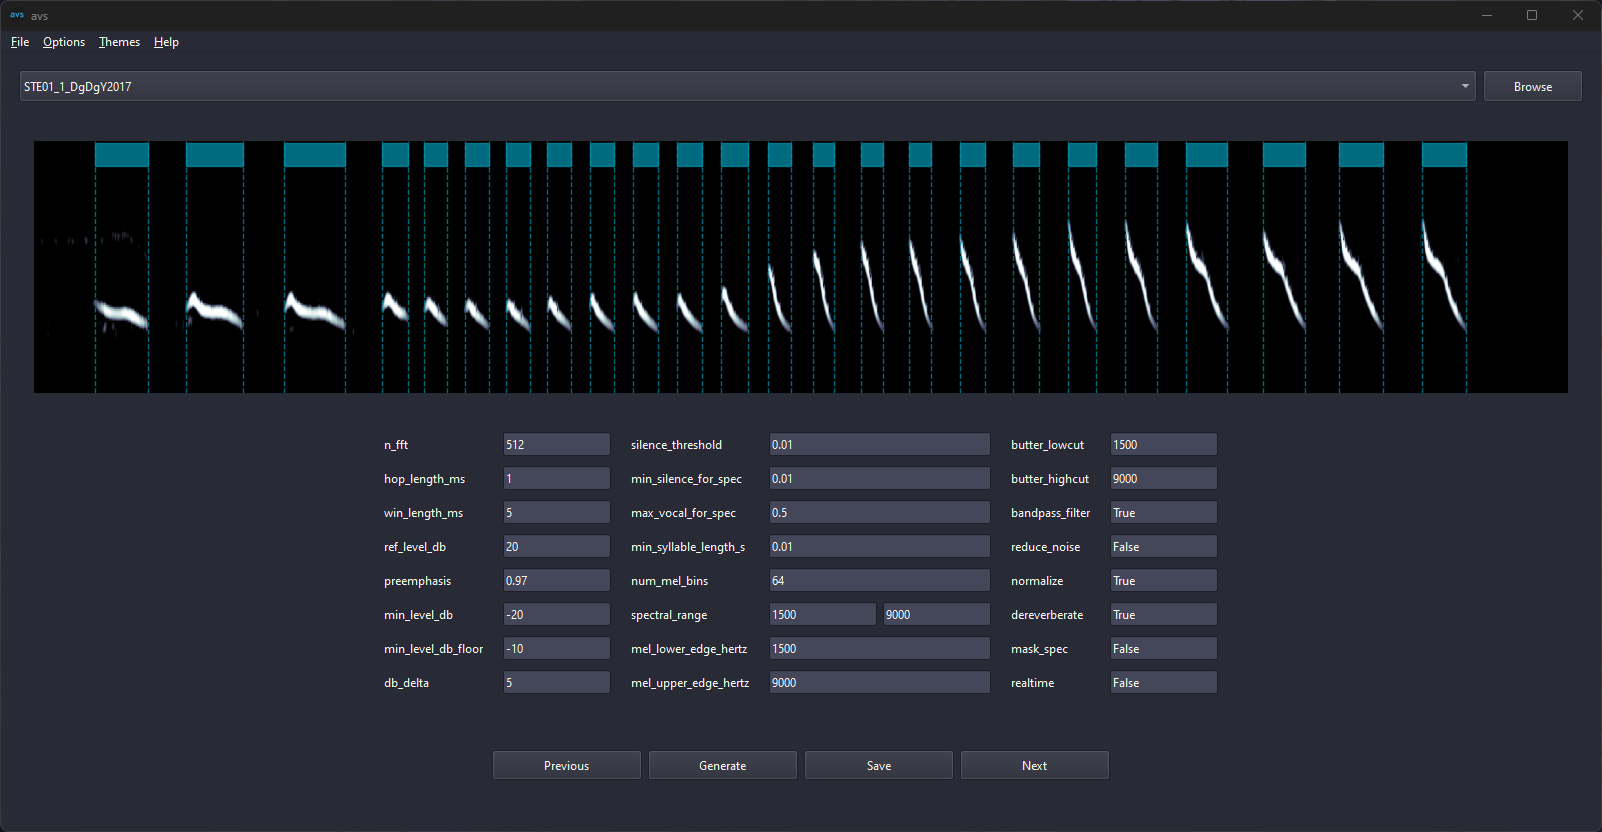 avs avs
File Options Themes Help
STE01_1_DgDgY2017 Browse
n_fft 512 silence_threshold 0.01 butter_lowcut 1500
hop_length_ms 1 min_silence_for_spec 0.01 butter_highcut 9000
win_length_ms 5 max_vocal_for_spec 0.5 bandpass_filter True
ref_level_db 20 min_syllable_length_s 0.01 reduce_noise False
preemphasis 0.97 num_mel_bins 64 normalize True
min_level_db -20 spectral_range 1500 9000 dereverberate True
min_level_db_floor -10 mel_lower_edge_hertz 1500 mask_spec False
db_delta 5 mel_upper_edge_hertz 9000 realtime False
Previous Generate Save Next